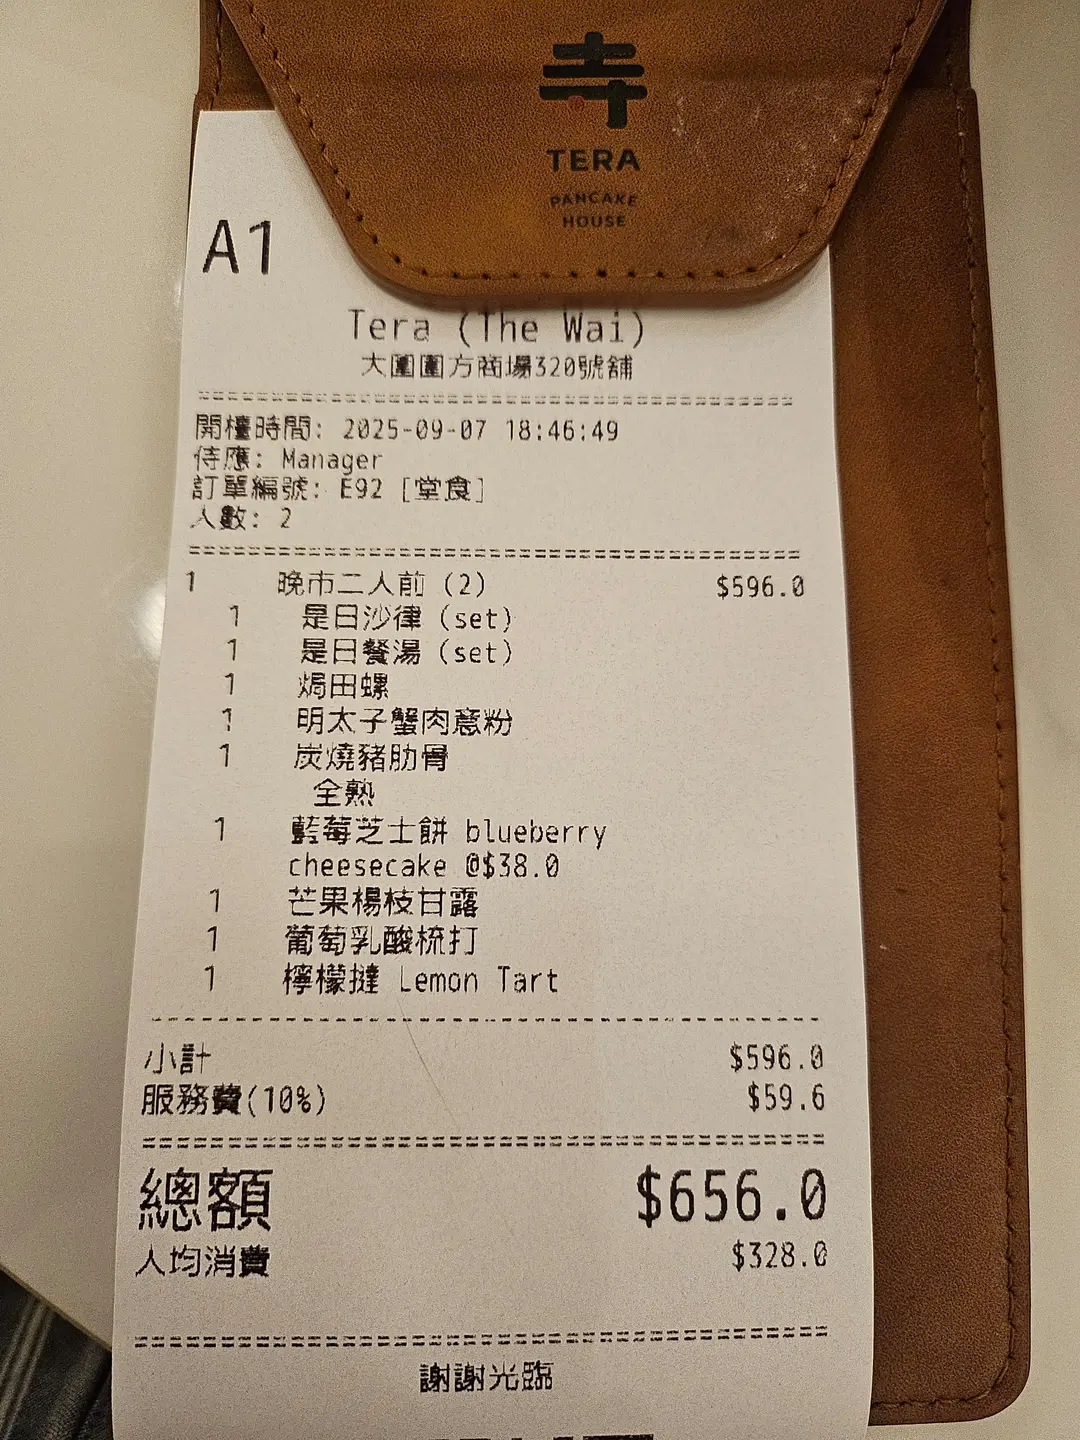 寺
TERA
PANCAKE
HOUSE
A1
Tera (The Wai)
大圍圍方商場320號舖
開檯時間: 2025-09-07 18:46:49
侍應: Manager
訂單編號: E92 [堂食]
人數: 2
1 晚市二人前 (2) $596.0
1 是日沙律 (set)
1 是日餐湯 (set)
1 焗田螺
1 明太子蟹肉意粉
1 炭燒豬肋骨
全熟
1 藍莓芝士餅 blueberry
cheesecake @$38.0
1 芒果楊枝甘露
1 葡萄乳酸梳打
1 檸檬撻 Lemon Tart
小計 $596.0
服務費(10%) $59.6
總額 $656.0
人均消費 $328.0
謝謝光臨